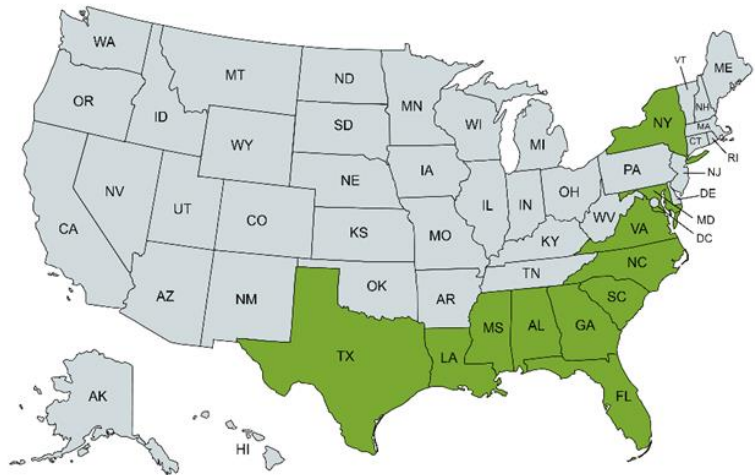 WA
MT
ND
MN
VT
ME
OR
ID
SD
WI
MI
NY
NH
MA
CT
RI
WY
IA
PA
NJ
NE
NV
UT
CO
IL
IN
OH
DE
MD
DC
CA
KS
MO
WV
VA
KY
NC
TN
AZ
NM
OK
AR
SC
MS
AL
GA
TX
LA
FL
AK
HI